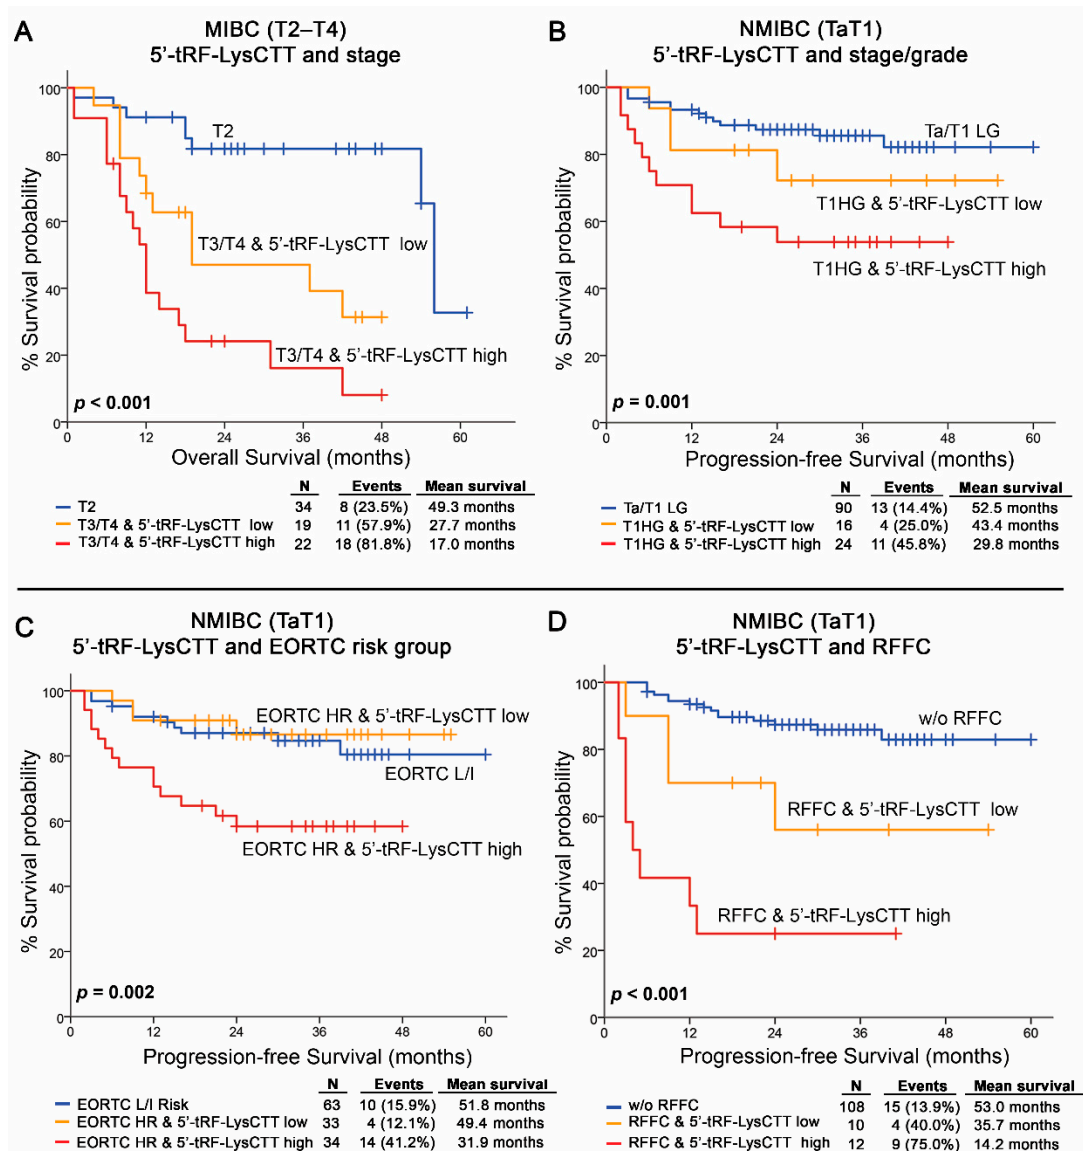 A
MIBC (T2–T4)
5’-tRF-LysCTT and stage
% Survival probability
100
80
60
40
20
0
T2
T3/T4 & 5’-tRF-LysCTT low
T3/T4 & 5’-tRF-LysCTT high
p < 0.001
0 12 24 36 48 60
Overall Survival (months)
N Events Mean survival
T2 34 8 (23.5%) 49.3 months
T3/T4 & 5’-tRF-LysCTT low 19 11 (57.9%) 27.7 months
T3/T4 & 5’-tRF-LysCTT high 22 18 (81.8%) 17.0 months
B
NMIBC (TaT1)
5’-tRF-LysCTT and stage/grade
% Survival probability
100
80
60
40
20
0
Ta/T1 LG
T1HG & 5’-tRF-LysCTT low
T1HG & 5’-tRF-LysCTT high
p = 0.001
0 12 24 36 48 60
Progression-free Survival (months)
N Events Mean survival
Ta/T1 LG 90 13 (14.4%) 52.5 months
T1HG & 5’-tRF-LysCTT low 16 4 (25.0%) 43.4 months
T1HG & 5’-tRF-LysCTT high 24 11 (45.8%) 29.8 months
C
NMIBC (TaT1)
5’-tRF-LysCTT and EORTC risk group
% Survival probability
100
80
60
40
20
0
EORTC HR & 5’-tRF-LysCTT low
EORTC L/I
EORTC HR & 5’-tRF-LysCTT high
p = 0.002
0 12 24 36 48 60
Progression-free Survival (months)
N Events Mean survival
EORTC L/I Risk 63 10 (15.9%) 51.8 months
EORTC HR & 5’-tRF-LysCTT low 33 4 (12.1%) 49.4 months
EORTC HR & 5’-tRF-LysCTT high 34 14 (41.2%) 31.9 months
D
NMIBC (TaT1)
5’-tRF-LysCTT and RFFC
% Survival probability
100
80
60
40
20
0
w/o RFFC
RFFC & 5’-tRF-LysCTT low
RFFC & 5’-tRF-LysCTT high
p < 0.001
0 12 24 36 48 60
Progression-free Survival (months)
N Events Mean survival
w/o RFFC 108 15 (13.9%) 53.0 months
RFFC & 5’-tRF-LysCTT low 10 4 (40.0%) 35.7 months
RFFC & 5’-tRF-LysCTT high 12 9 (75.0%) 14.2 months